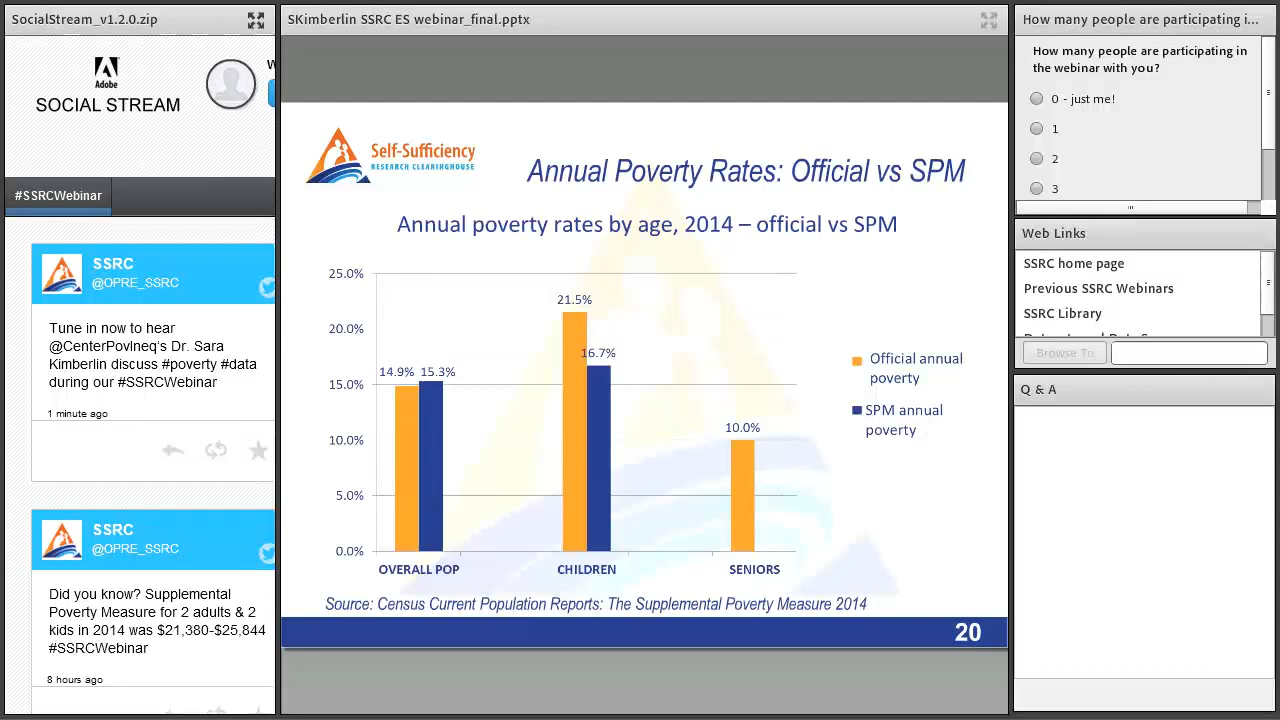 SocialStream_v1.2.0.zip
Adobe
SOCIAL STREAM
W
#SSRCWebinar
SSRC
@OPRE_SSRC
Tune in now to hear
@CenterPovIneq's Dr. Sara
Kimberlin discuss #poverty #data
during our #SSRCWebinar
1 minute ago
SSRC
@OPRE_SSRC
Did you know? Supplemental
Poverty Measure for 2 adults & 2
kids in 2014 was $21,380-$25,844
#SSRCWebinar
8 hours ago
SKimberlin SSRC ES webinar_final.pptx
Self-Sufficiency
RESEARCH CLEARINGHOUSE
Annual Poverty Rates: Official vs SPM
Annual poverty rates by age, 2014 – official vs SPM
25.0%
20.0%
15.0%
10.0%
5.0%
0.0%
14.9% 15.3%
21.5%
16.7%
10.0%
OVERALL POP
CHILDREN
SENIORS
Official annual
poverty
SPM annual
poverty
Source: Census Current Population Reports: The Supplemental Poverty Measure 2014
20
How many people are participating i...
How many people are participating in
the webinar with you?
0 - just me!
1
2
3
Web Links
SSRC home page
Previous SSRC Webinars
SSRC Library
Browse To
Q & A